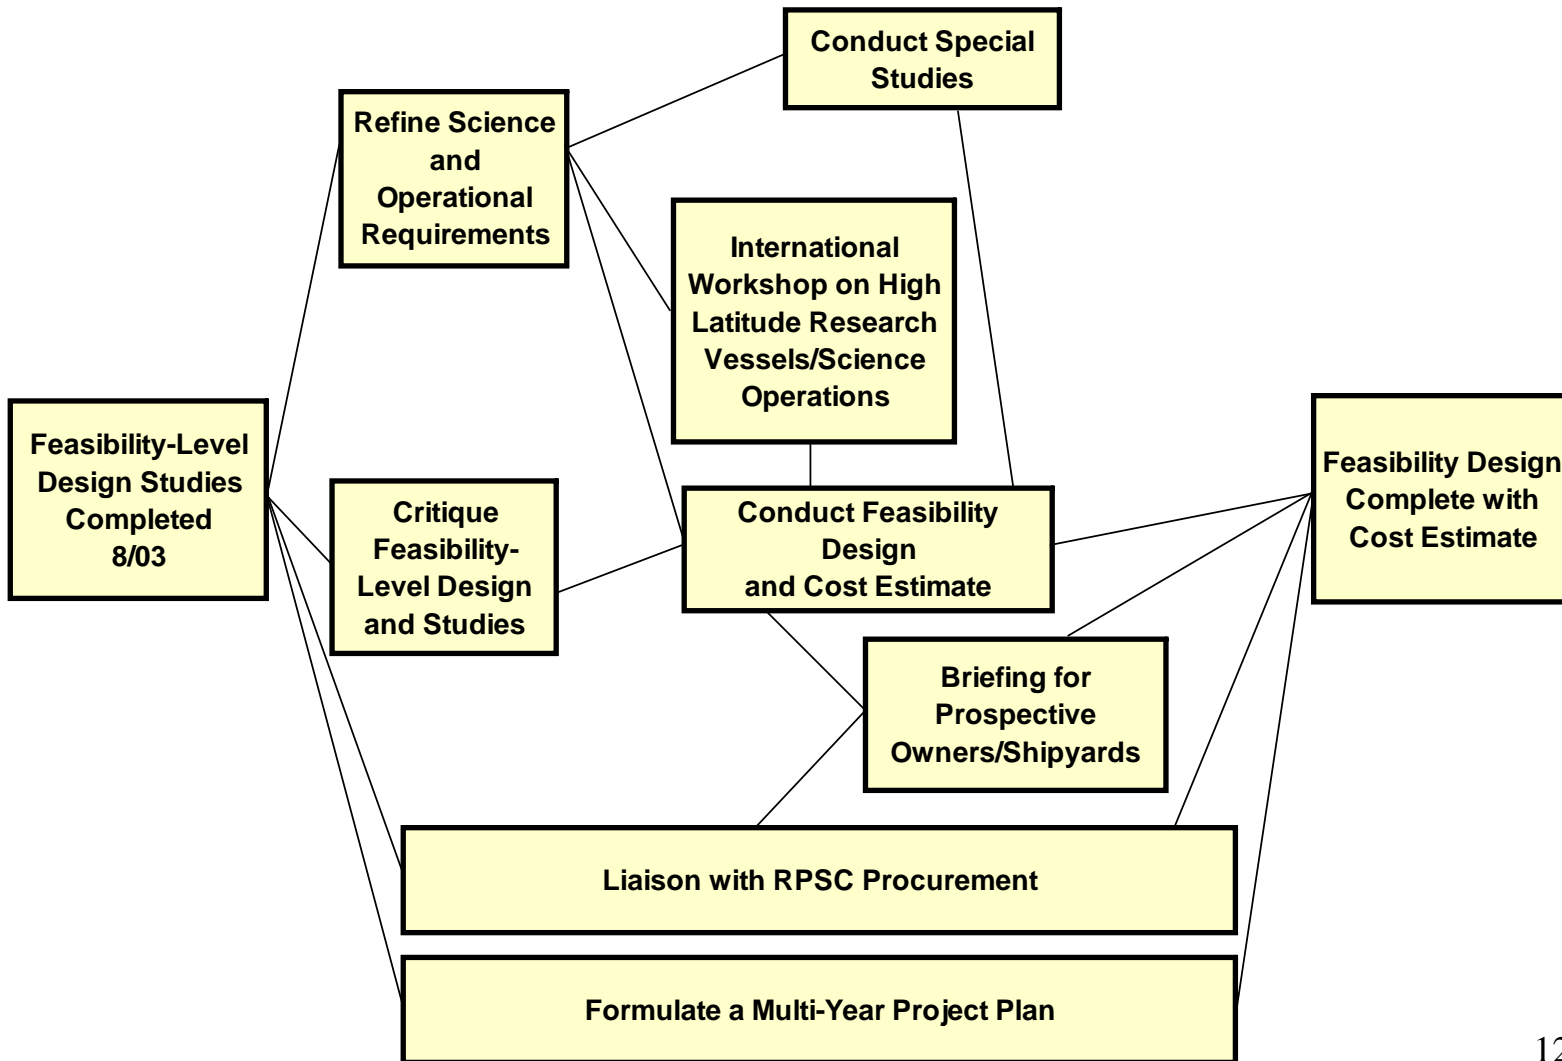 Conduct Special
Studies
Refine Science
and
Operational
Requirements
International
Workshop on High
Latitude Research
Vessels/Science
Operations
Feasibility-Level
Design Studies
Completed
8/03
Critique
Feasibility-
Level Design
and Studies
Conduct Feasibility
Design
and Cost Estimate
Feasibility Design
Complete with
Cost Estimate
Briefing for
Prospective
Owners/Shipyards
Liaison with RPSC Procurement
Formulate a Multi-Year Project Plan
12